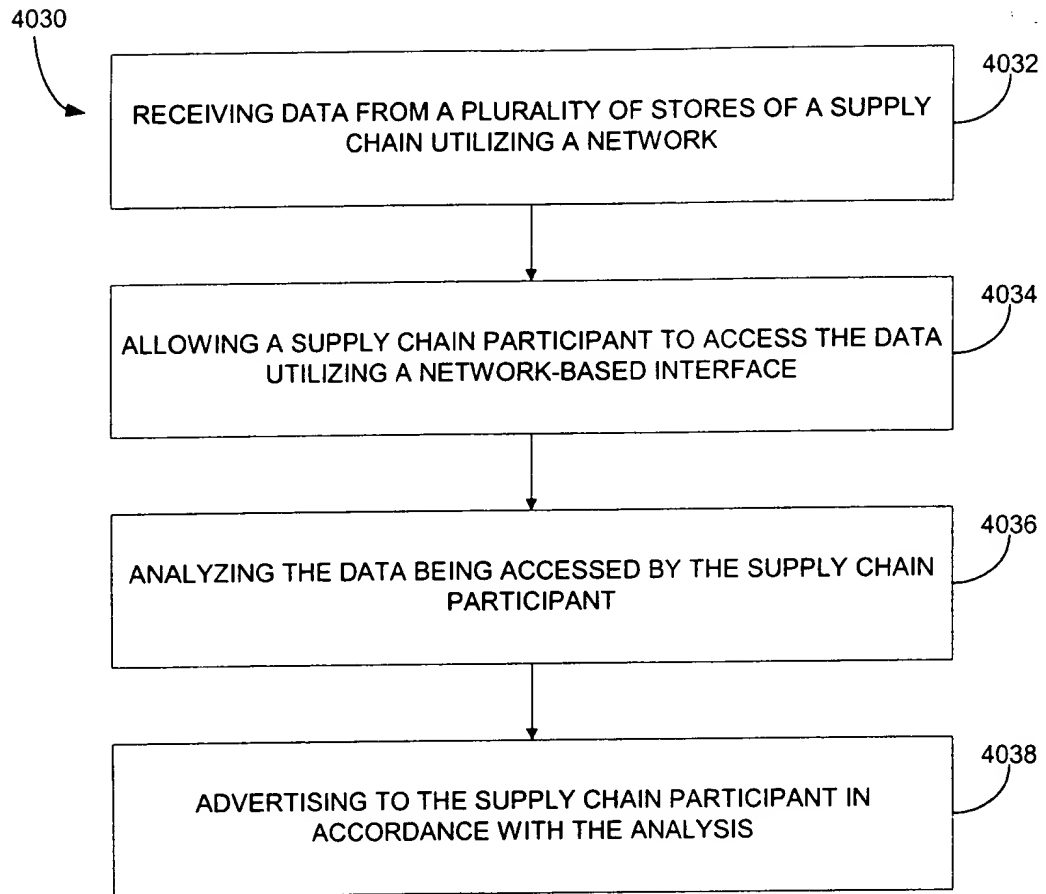 4030
4032
RECEIVING DATA FROM A PLURALITY OF STORES OF A SUPPLY
CHAIN UTILIZING A NETWORK
4034
ALLOWING A SUPPLY CHAIN PARTICIPANT TO ACCESS THE DATA
UTILIZING A NETWORK-BASED INTERFACE
4036
ANALYZING THE DATA BEING ACCESSED BY THE SUPPLY CHAIN
PARTICIPANT
4038
ADVERTISING TO THE SUPPLY CHAIN PARTICIPANT IN
ACCORDANCE WITH THE ANALYSIS